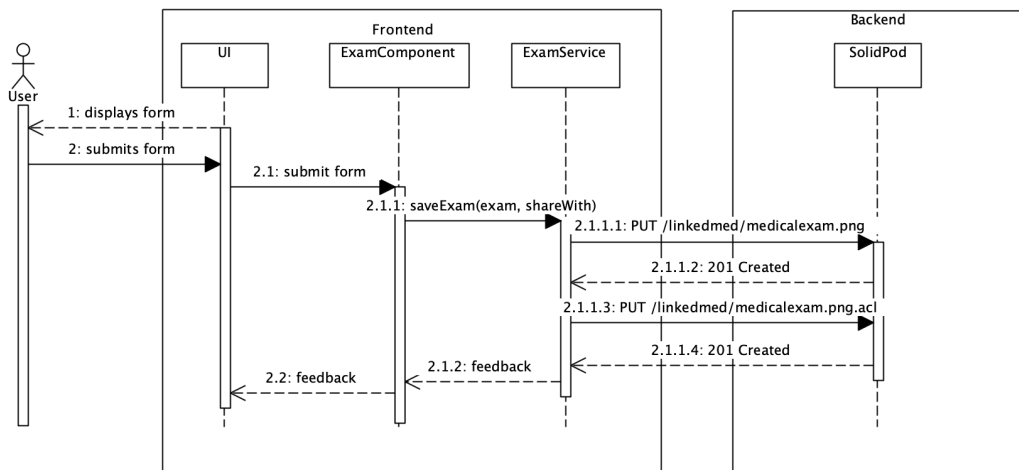 Frontend
Backend
UI
ExamComponent
ExamService
SolidPod
User
1: displays form
2: submits form
2.1: submit form
2.1.1: saveExam(exam, shareWith)
2.1.1.1: PUT /linkedmed/medicalexam.png
2.1.1.2: 201 Created
2.1.1.3: PUT /linkedmed/medicalexam.png.acl
2.1.1.4: 201 Created
2.1.2: feedback
2.2: feedback